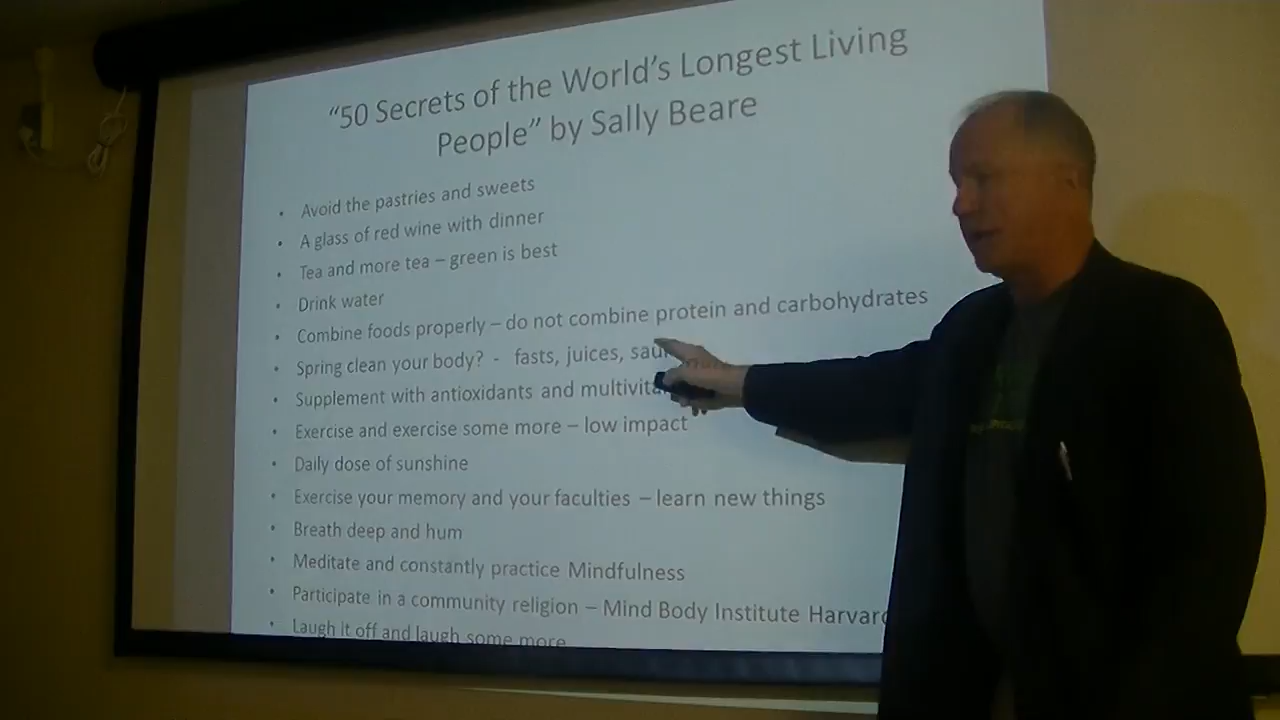 “50 Secrets of the World’s Longest Living
People” by Sally Beare
• Avoid the pastries and sweets
• A glass of red wine with dinner
• Tea and more tea – green is best
• Drink water
• Combine foods properly – do not combine protein and carbohydrates
• Spring clean your body? - fasts, juices,
• Supplement with antioxidants and
• Exercise and exercise some more – low impact
• Daily dose of sunshine
• Exercise your memory and your faculties – learn new things
• Breath deep and hum
• Meditate and constantly practice Mindfulness
• Participate in a community religion – Mind Body Institute Harvard
• Laugh it off and laugh some more